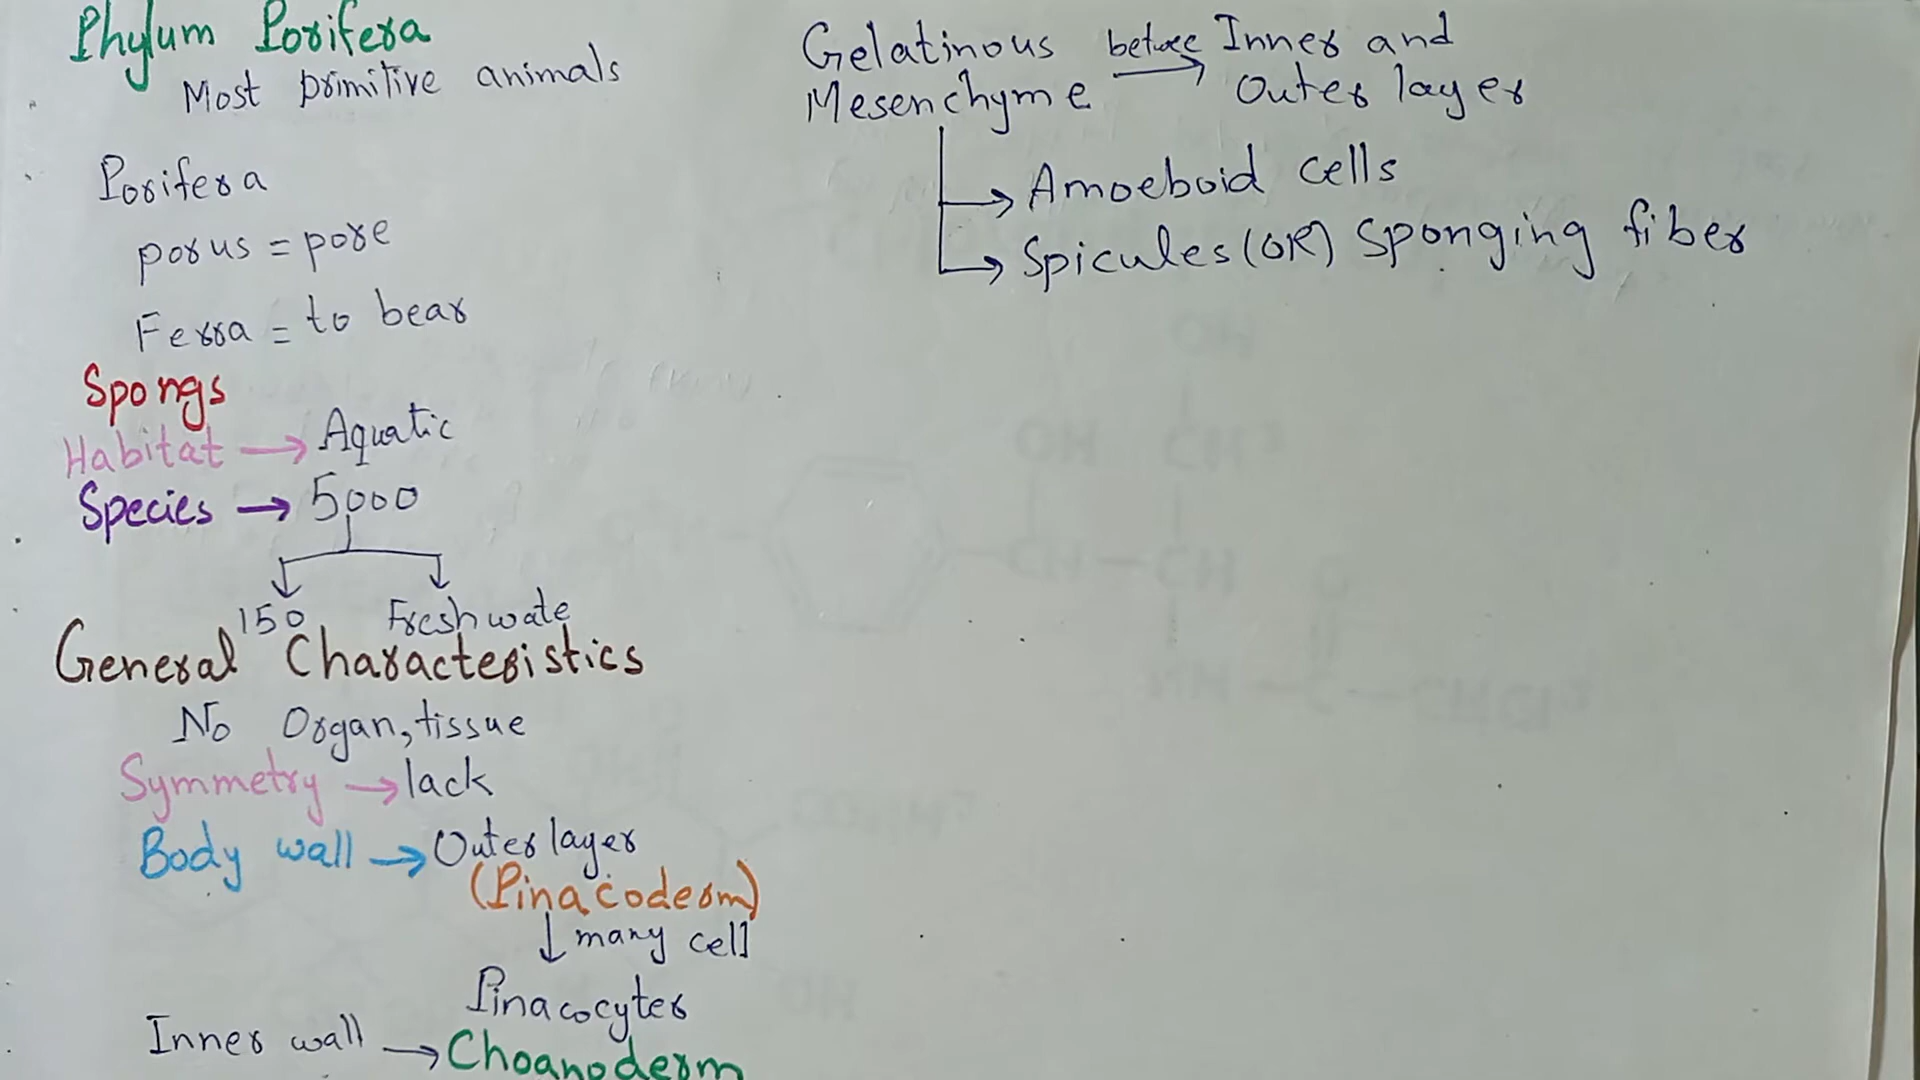 Phylum Porifera
Most primitive animals
Porifera
porus = pore
Ferra = to bear
Spongs
Habitat → Aquatic
Species → 5000
150 Freshwate
General Characteristics
No Organ, tissue
Symmetry → lack
Body wall → Outer layer
(Pinacoderm)
↓ many cell
Pinacocyter
Inner wall → Choanoderm
Gelatinous Inner and
Mesenchyme → Outer layer
→ Amoeboid cells
→ Spicules (OR) Sponging fiber